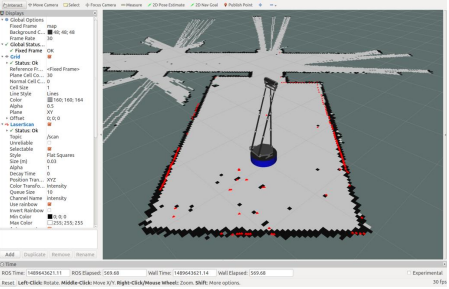 Interact Move Camera Select Focus Camera Measure 2D Pose Estimate 2D Nav Goal Publish Point
Displays
Global Options
Fixed Frame map
Background C... 48; 48; 48
Frame Rate 30
Global Status...
Fixed Frame OK
Grid
Status: Ok
Reference Fr... <Fixed Frame>
Plane Cell Co... 30
Normal Cell C... 0
Cell Size 1
Line Style Lines
Color 160; 160; 164
Alpha 0.5
Plane XY
Offset 0; 0; 0
LaserScan
Status: Ok
Topic /scan
Unreliable
Selectable
Style Flat Squares
Size (m) 0.03
Alpha 1
Decay Time 0
Position Tran... XYZ
Color Transfo... Intensity
Queue Size 10
Channel Name Intensity
Use rainbow
Invert Rainbow
Min Color 0; 0; 0
Max Color 255; 255; 255
Add Duplicate Remove Rename
Time
ROS Time: 1489643621.11 ROS Elapsed: 569.68 Wall Time: 1489643621.14 Wall Elapsed: 569.68 Experimental
Reset Left-Click: Rotate. Middle-Click: Move X/Y. Right-Click/Mouse Wheel: Zoom. Shift: More options. 30 fps